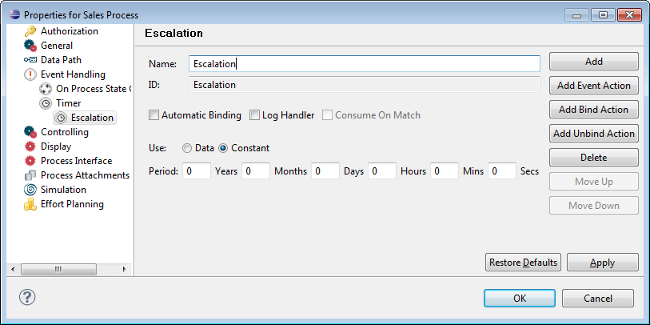 Properties for Sales Process
Authorization
General
Data Path
Event Handling
On Process State C
Timer
Escalation
Controlling
Display
Process Interface
Process Attachments
Simulation
Effort Planning
Escalation
Name: Escalation
ID: Escalation
Automatic Binding Log Handler Consume On Match
Use: Data Constant
Period: 0 Years 0 Months 0 Days 0 Hours 0 Mins 0 Secs
Add
Add Event Action
Add Bind Action
Add Unbind Action
Delete
Move Up
Move Down
Restore Defaults Apply
? OK Cancel